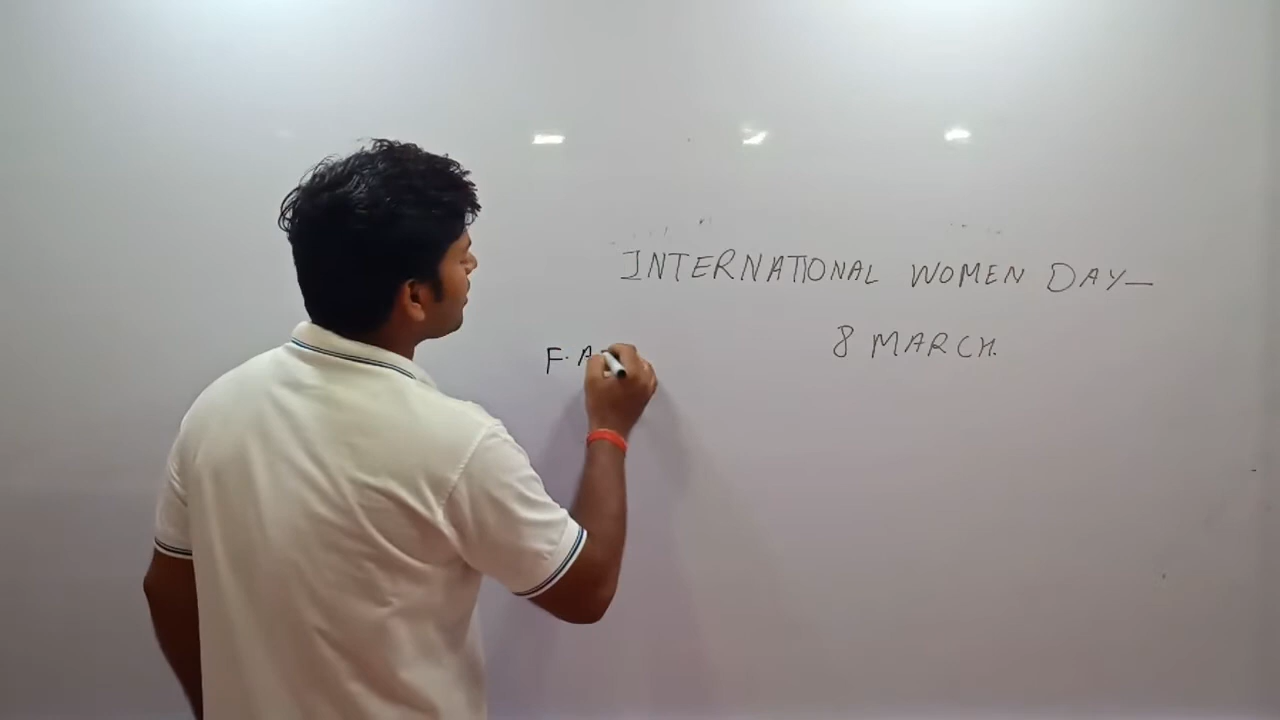 INTERNATIONAL WOMEN DAY—
8 MARCH.
F. A